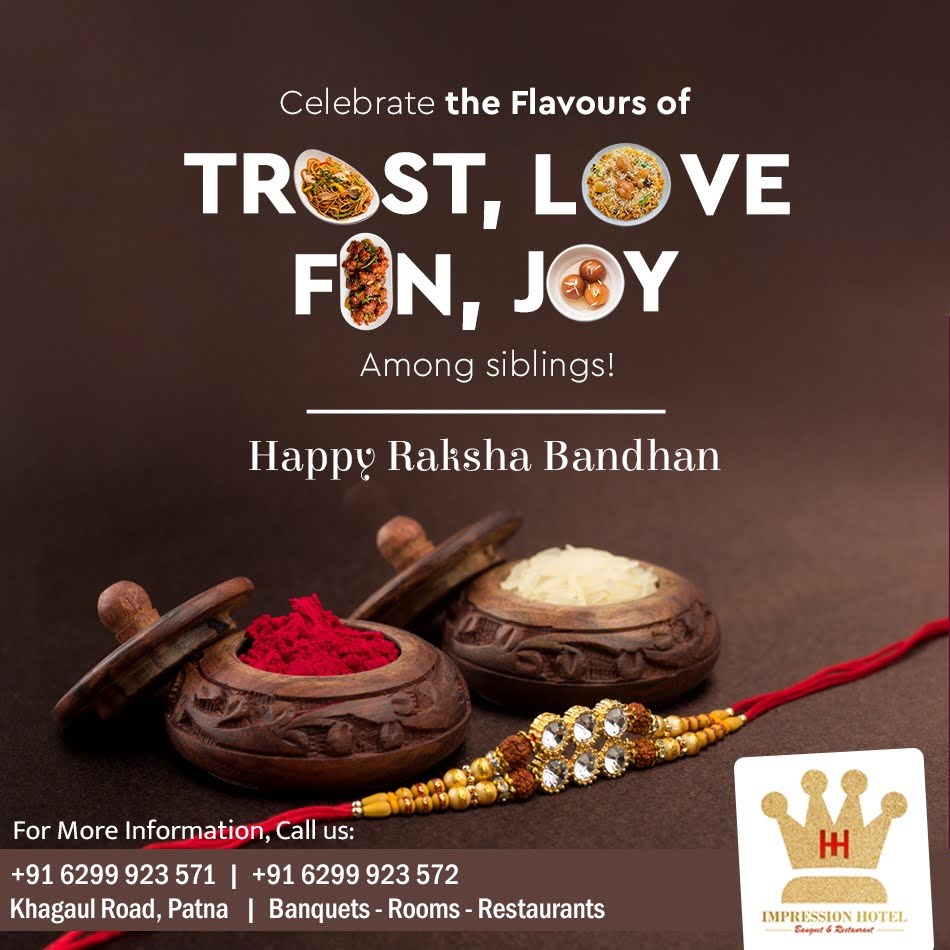 Celebrate the Flavours of
TRUST, LOVE
FUN, JOY
Among siblings!
Happy Raksha Bandhan
For More Information, Call us:
+91 6299 923 571 | +91 6299 923 572
Khagaul Road, Patna | Banquets - Rooms - Restaurants
HH
IMPRESSION HOTEL
Banquet & Restaurant